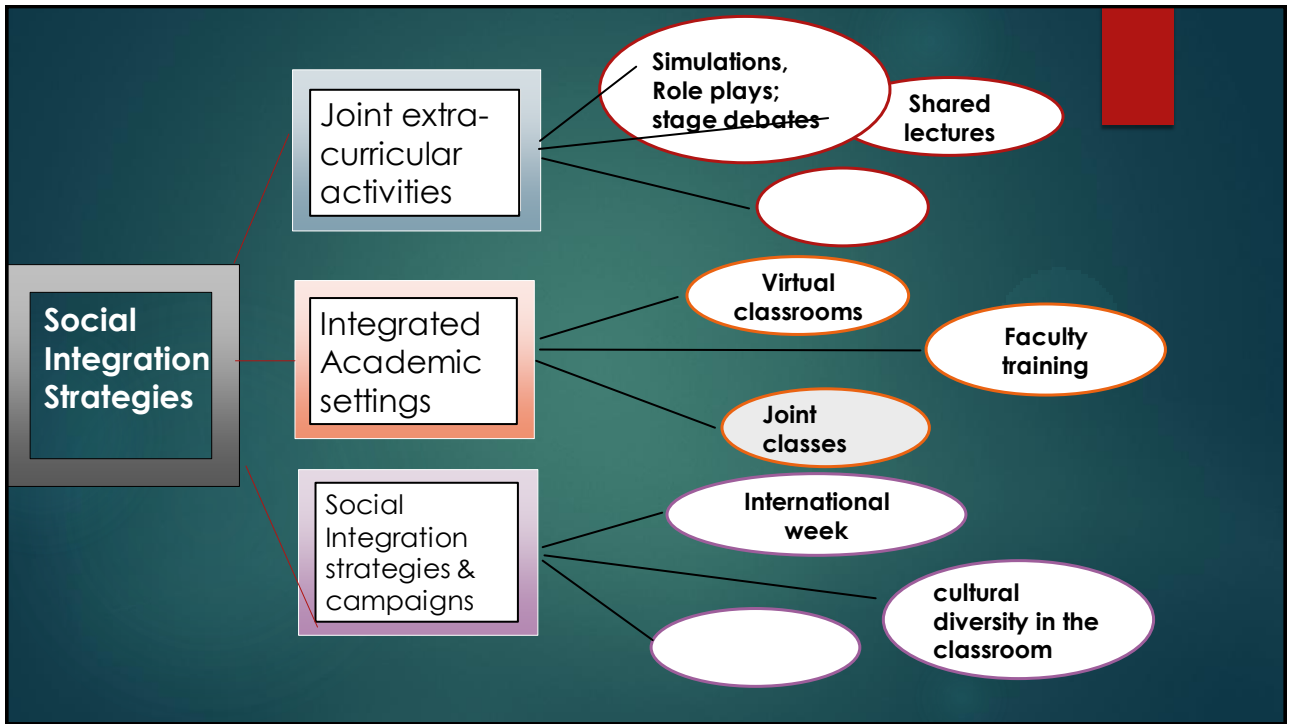 Social
Integration
Strategies
Joint extra-
curricular
activities
Simulations,
Role plays;
stage debates
Shared
lectures
Integrated
Academic
settings
Virtual
classrooms
Faculty
training
Joint
classes
Social
Integration
strategies &
campaigns
International
week
cultural
diversity in the
classroom